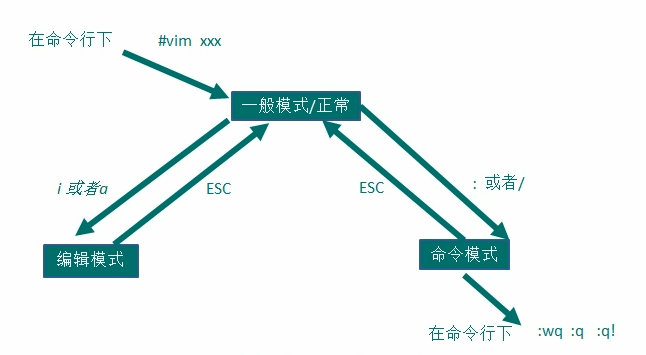 在命令行下 #vim xxx
一般模式/正常
i 或者a
ESC
ESC
: 或者/
编辑模式
命令模式
在命令行下 :wq :q :q!